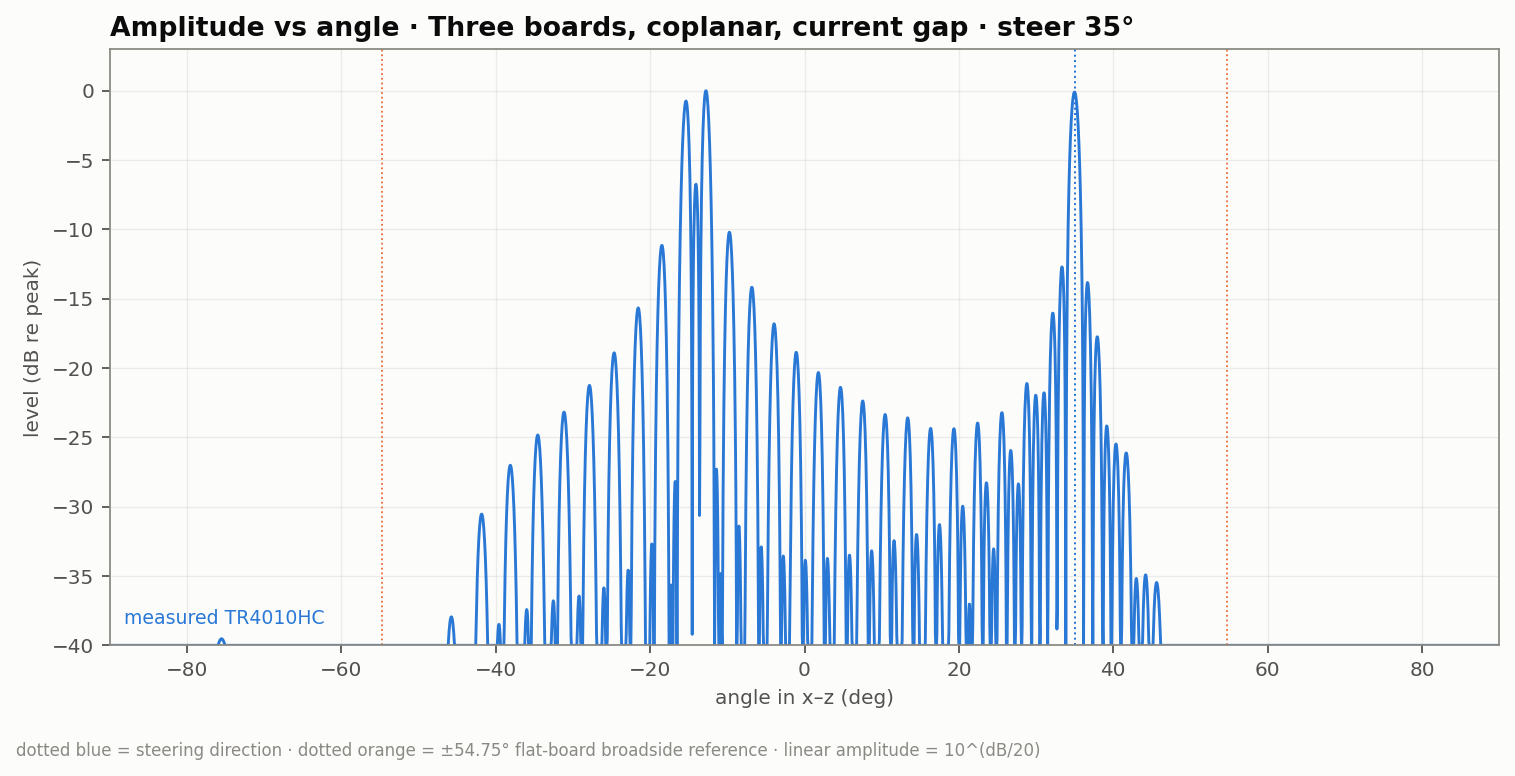 Amplitude vs angle · Three boards, coplanar, current gap · steer 35°
level (dB re peak)
0
−5
−10
−15
−20
−25
−30
−35
−40
measured TR4010HC
−80 −60 −40 −20 0 20 40 60 80
angle in x–z (deg)
dotted blue = steering direction · dotted orange = ±54.75° flat-board broadside reference · linear amplitude = 10^(dB/20)